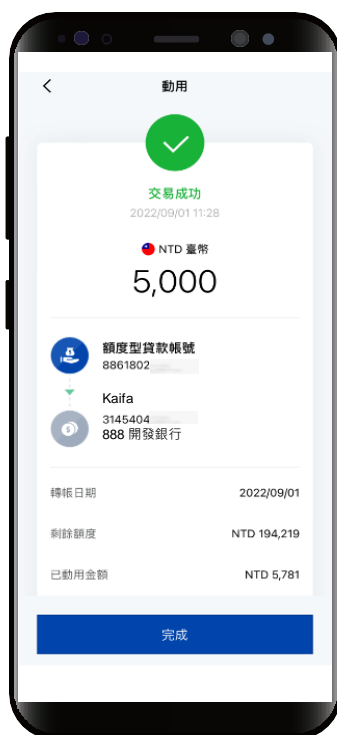 動用
交易成功
2022/09/01 11:28
NTD 臺幣
5,000
額度型貸款帳號
8861802
Kaifa
3145404
888 開發銀行
轉帳日期 2022/09/01
剩餘額度 NTD 194,219
已動用金額 NTD 5,781
完成